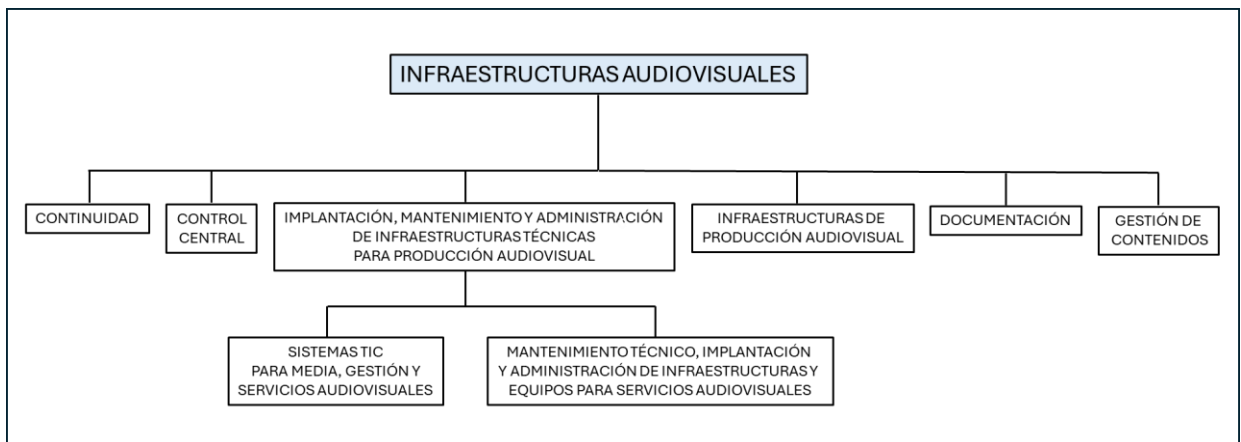 INFRAESTRUCTURAS AUDIOVISUALES
CONTINUIDAD
CONTROL
CENTRAL
IMPLANTACIÓN, MANTENIMIENTO Y ADMINISTRACIÓN
DE INFRAESTRUCTURAS TÉCNICAS
PARA PRODUCCIÓN AUDIOVISUAL
INFRAESTRUCTURAS DE
PRODUCCIÓN AUDIOVISUAL
DOCUMENTACIÓN
GESTIÓN DE
CONTENIDOS
SISTEMAS TIC
PARA MEDIA, GESTIÓN Y
SERVICIOS AUDIOVISUALES
MANTENIMIENTO TÉCNICO, IMPLANTACIÓN
Y ADMINISTRACIÓN DE INFRAESTRUCTURAS Y
EQUIPOS PARA SERVICIOS AUDIOVISUALES